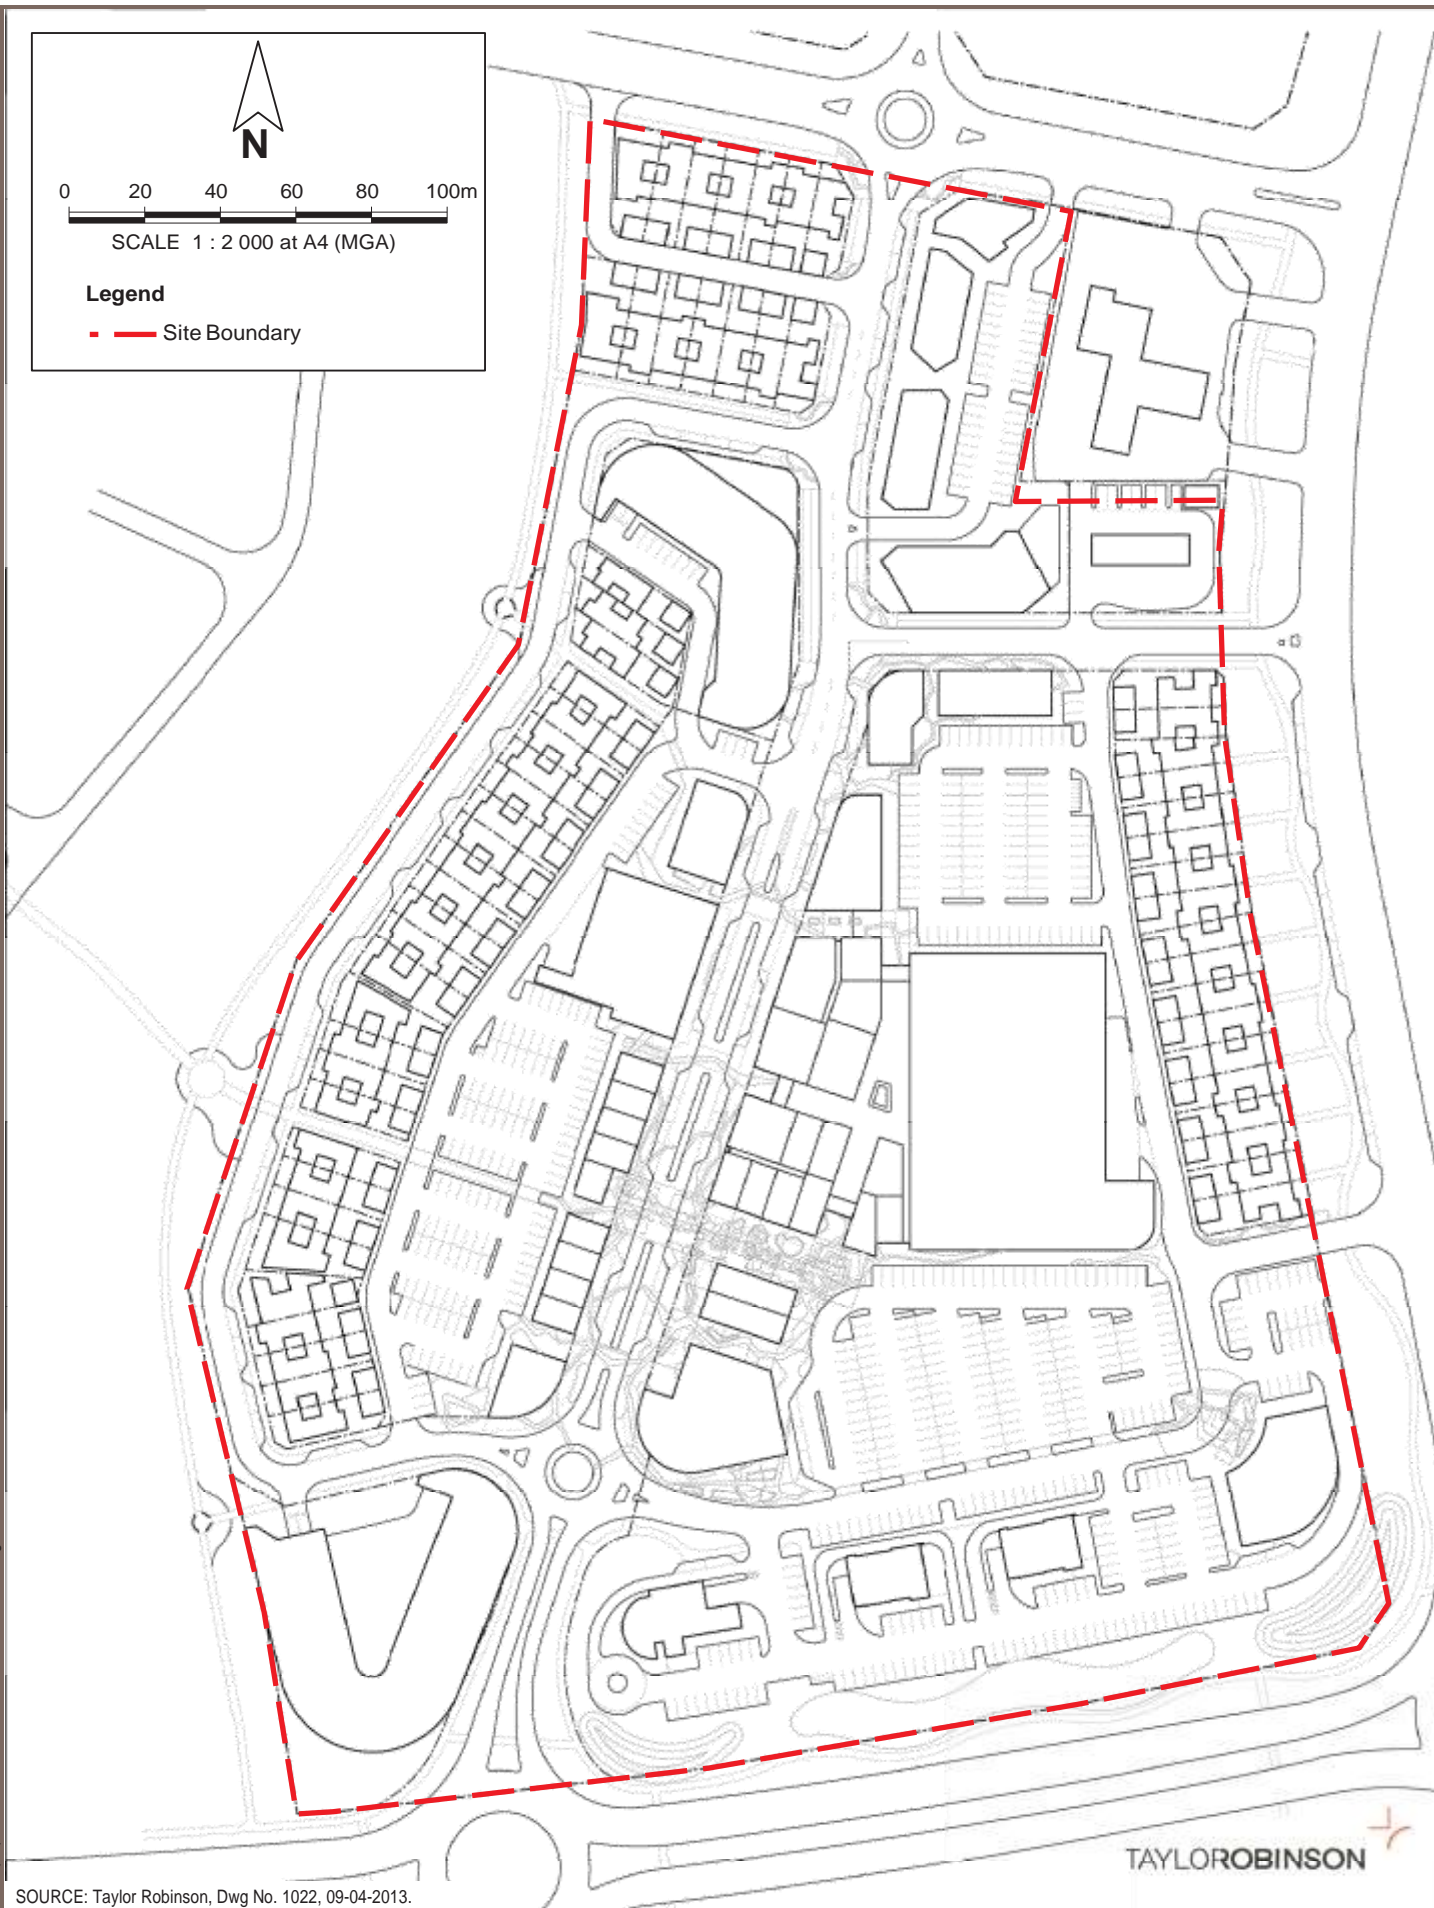 N
0 20 40 60 80 100m
SCALE 1 : 2 000 at A4 (MGA)
Legend
Site Boundary
TAYLOROBINSON
SOURCE: Taylor Robinson, Dwg No. 1022, 09-04-2013.